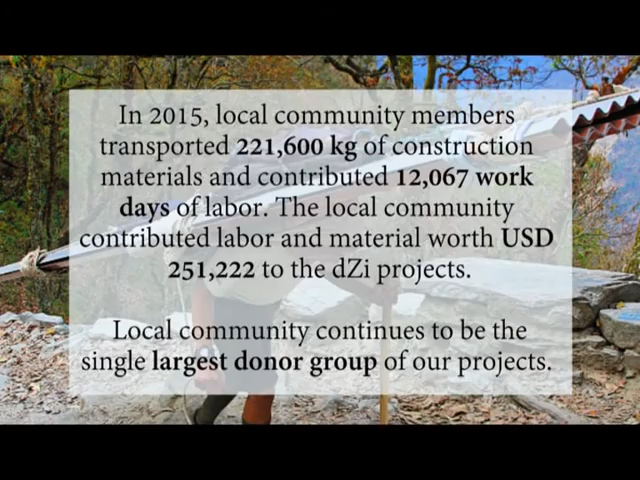 In 2015, local community members
transported 221,600 kg of construction
materials and contributed 12,067 work
days of labor. The local community
contributed labor and material worth USD
251,222 to the dZi projects.
Local community continues to be the
single largest donor group of our projects.